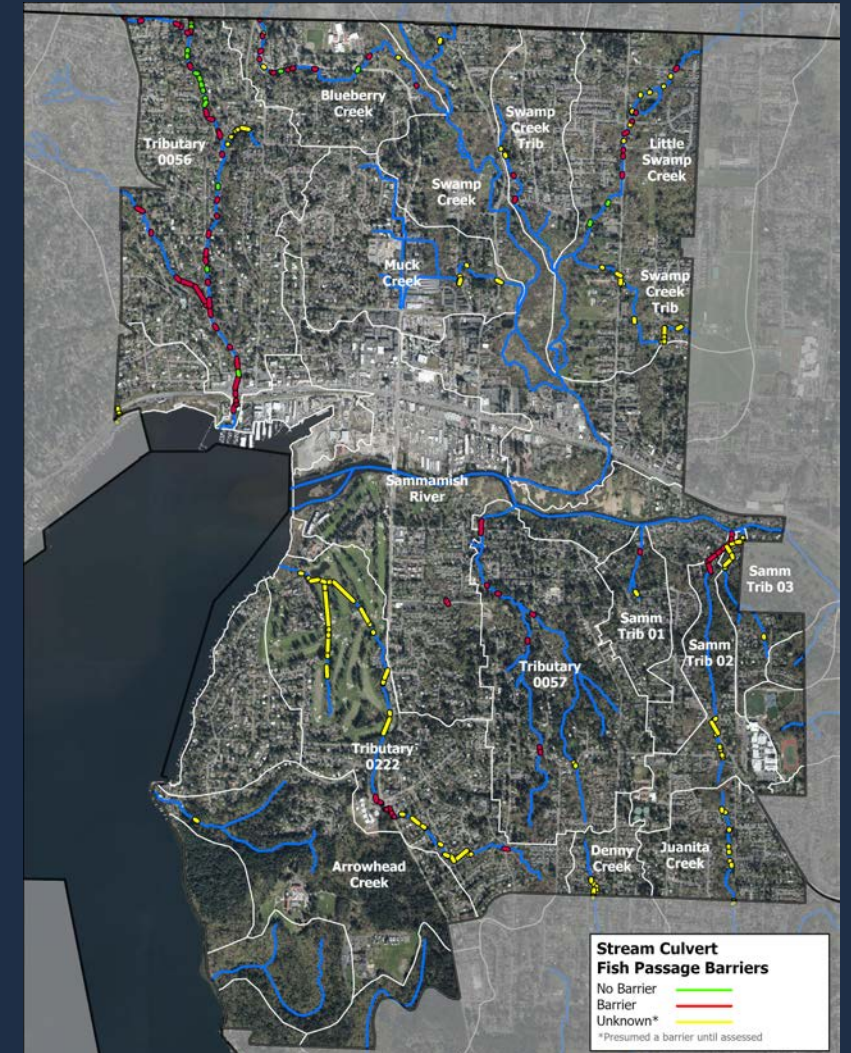 Blueberry
Creek
Swamp
Creek
Trib
Tributary
0056
Little
Swamp
Creek
Swamp
Creek
Muck
Creek
Swamp
Creek
Trib
Sammamish
River
Samm
Trib 03
Samm
Trib 01
Samm
Trib 02
Tributary
0057
Tributary
0222
Denny
Creek
Juanita
Creek
Arrowhead
Creek
Stream Culvert
Fish Passage Barriers
No Barrier
Barrier
Unknown*
*Presumed a barrier until assessed